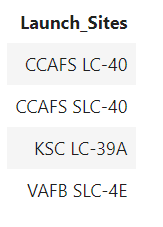 Launch_Sites
CCAFS LC-40
CCAFS SLC-40
KSC LC-39A
VAFB SLC-4E